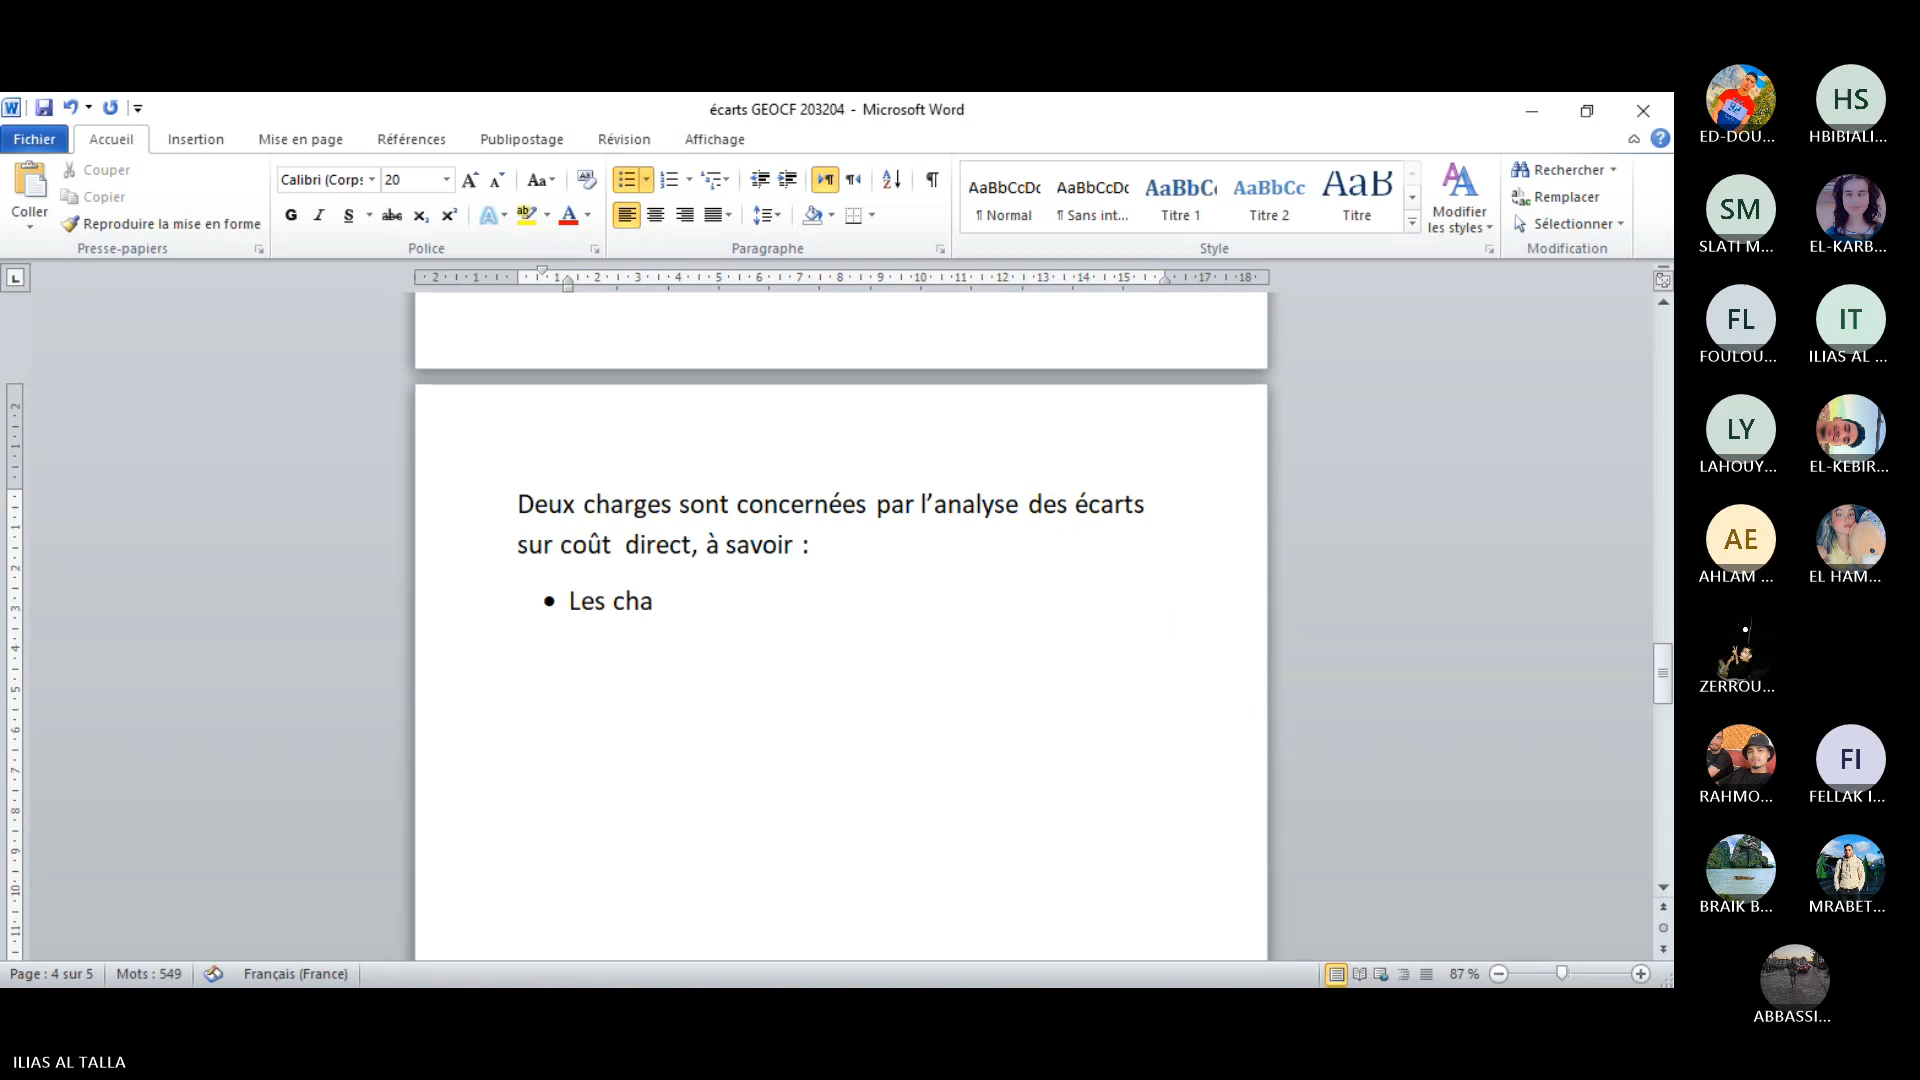 écarts GEOCF 203204 - Microsoft Word
Fichier Accueil Insertion Mise en page Références Publipostage Révision Affichage
Coller
Couper
Copier
Reproduire la mise en forme
Presse-papiers
Calibri (Corps 20
Police
Paragraphe
AaBbCcDc AaBbCcDc AaBbC AaBbCc AaB
¶ Normal ¶ Sans int... Titre 1 Titre 2 Titre
Modifier les styles
Style
Rechercher
Remplacer
Sélectionner
Modification
Deux charges sont concernées par l’analyse des écarts
sur coût direct, à savoir :
• Les cha
Page : 4 sur 5 Mots : 549 Français (France) 87 %
ED-DOU...
HS
HBIBIALI...
SM
SLATI M...
EL-KARB...
FL
FOULOU...
IT
ILIAS AL ...
LY
LAHOUY...
EL-KEBIR...
AE
AHLAM ...
EL HAM...
ZERROU...
RAHMO...
FI
FELLAK I...
BRAIK B...
MRABET...
ABBASSI...
ILIAS AL TALLA